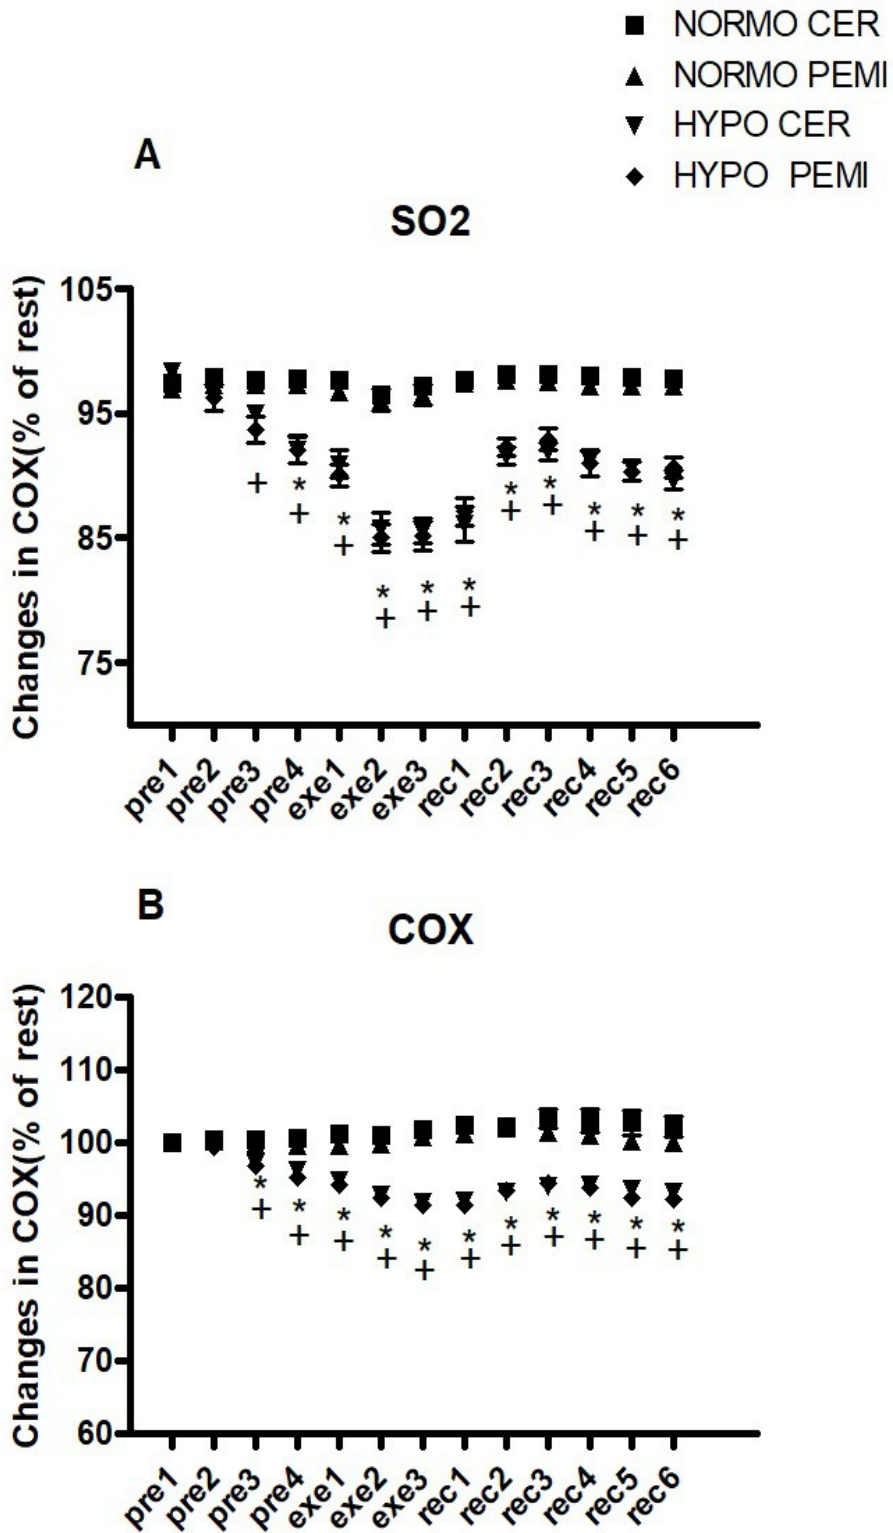 NORMO CER
NORMO PEMI
HYPO CER
HYPO PEMI
A
SO2
Changes in COX(% of rest)
105
95
85
75
+ * + * + * + * + * + * + * + * + * + *+
pre1 pre2 pre3 pre4 exe1 exe2 exe3 rec1 rec2 rec3 rec4 rec5 rec6
B
COX
Changes in COX(% of rest)
120
110
100
90
80
70
60
* * * * * * * * * * *
+ + + + + + + + + + +
pre1 pre2 pre3 pre4 exe1 exe2 exe3 rec1 rec2 rec3 rec4 rec5 rec6